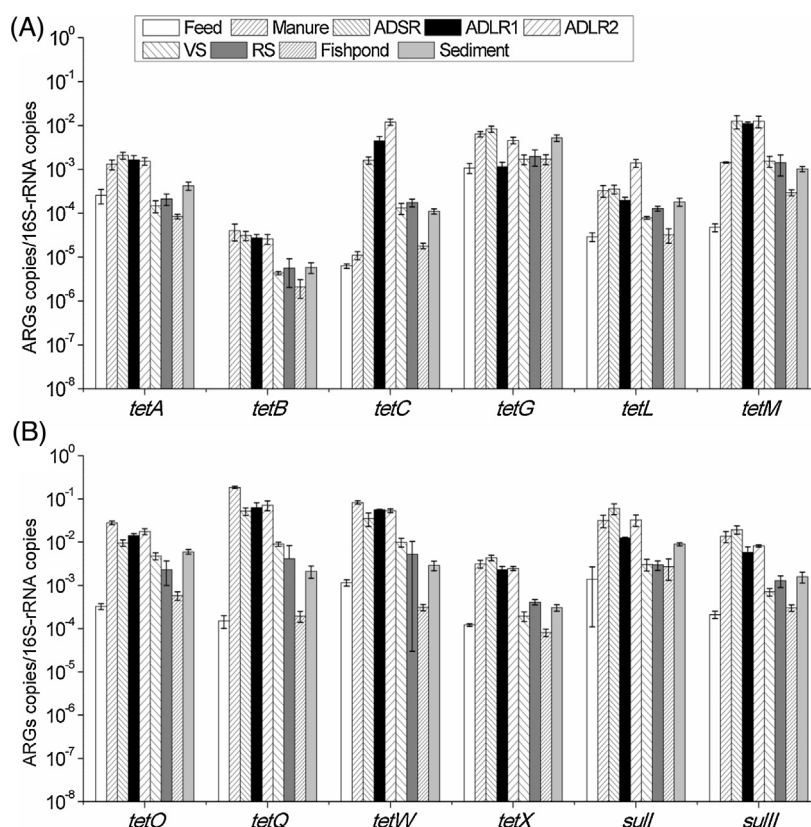 (A)
Feed Manure ADSR ADLR1 ADLR2
VS RS Fishpond Sediment
ARGs copies/16S-rRNA copies
10^0
10^-1
10^-2
10^-3
10^-4
10^-5
10^-6
10^-7
10^-8
tetA tetB tetC tetG tetL tetM
(B)
ARGs copies/16S-rRNA copies
10^0
10^-1
10^-2
10^-3
10^-4
10^-5
10^-6
10^-7
10^-8
tetO tetQ tetW tetX sulI sulII